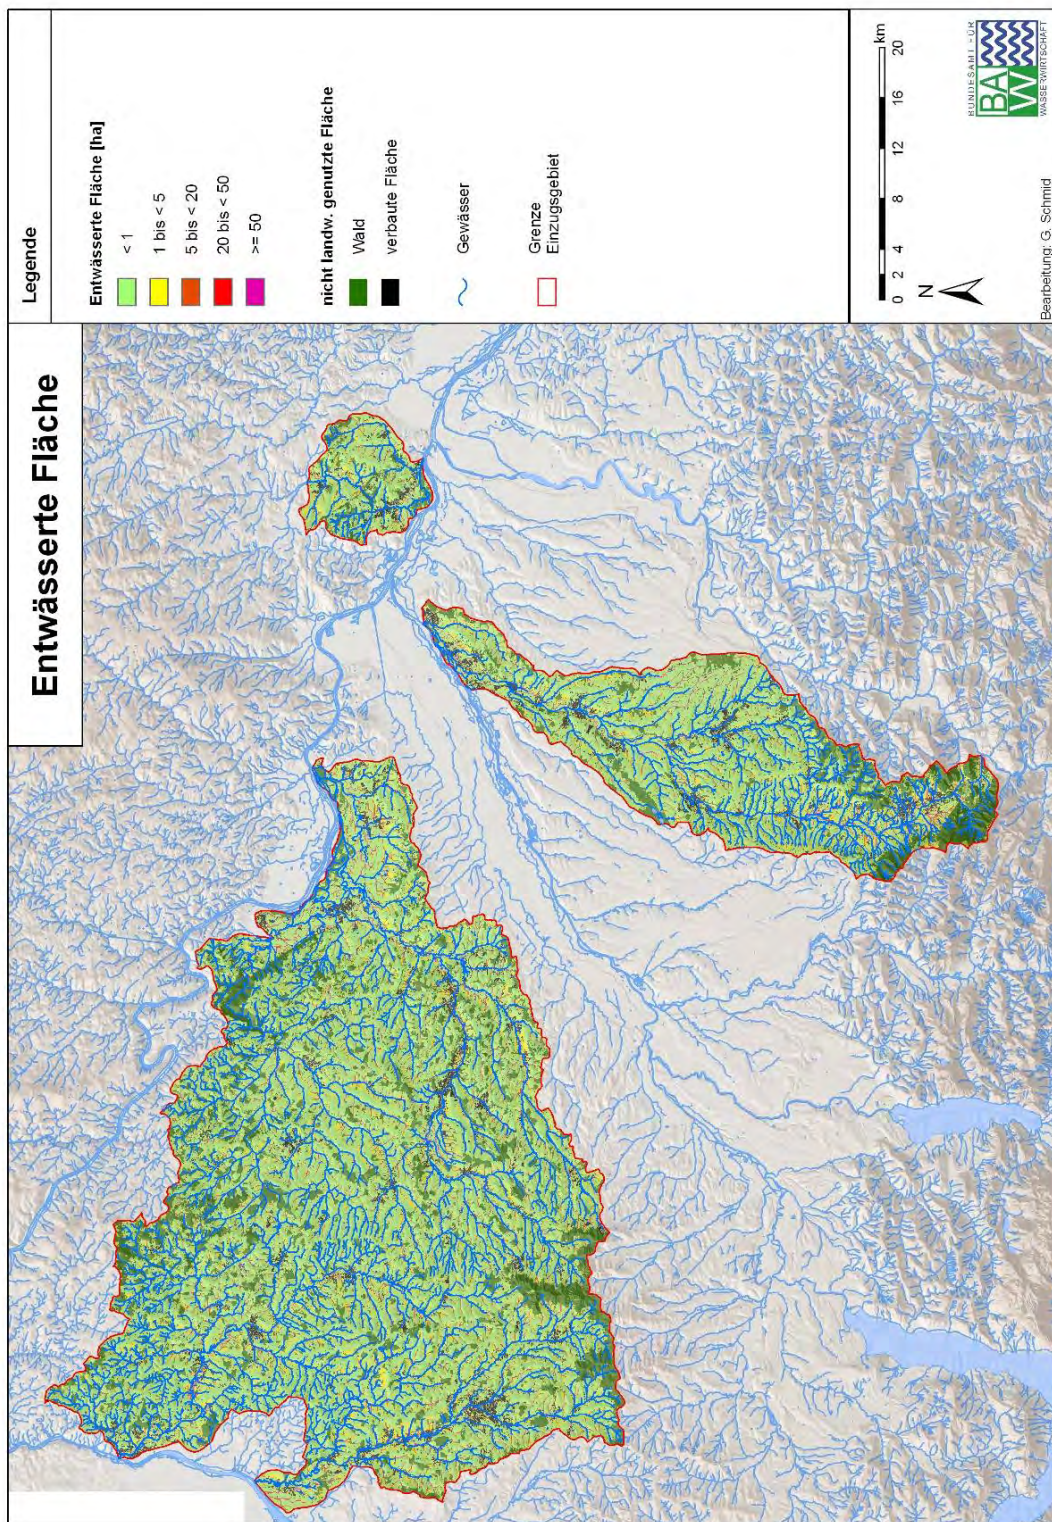 Entwässerte Fläche
Legende
Entwässerte Fläche [ha]
< 1
1 bis < 5
5 bis < 20
20 bis < 50
>= 50
nicht landw. genutzte Fläche
Wald
verbaute Fläche
Gewässer
Grenze
Einzugsgebiet
0 2 4 8 12 16 20
km
N
BUNDESAMT FÜR
BAW
WASSERWIRTSCHAFT
Bearbeitung: G. Schmid